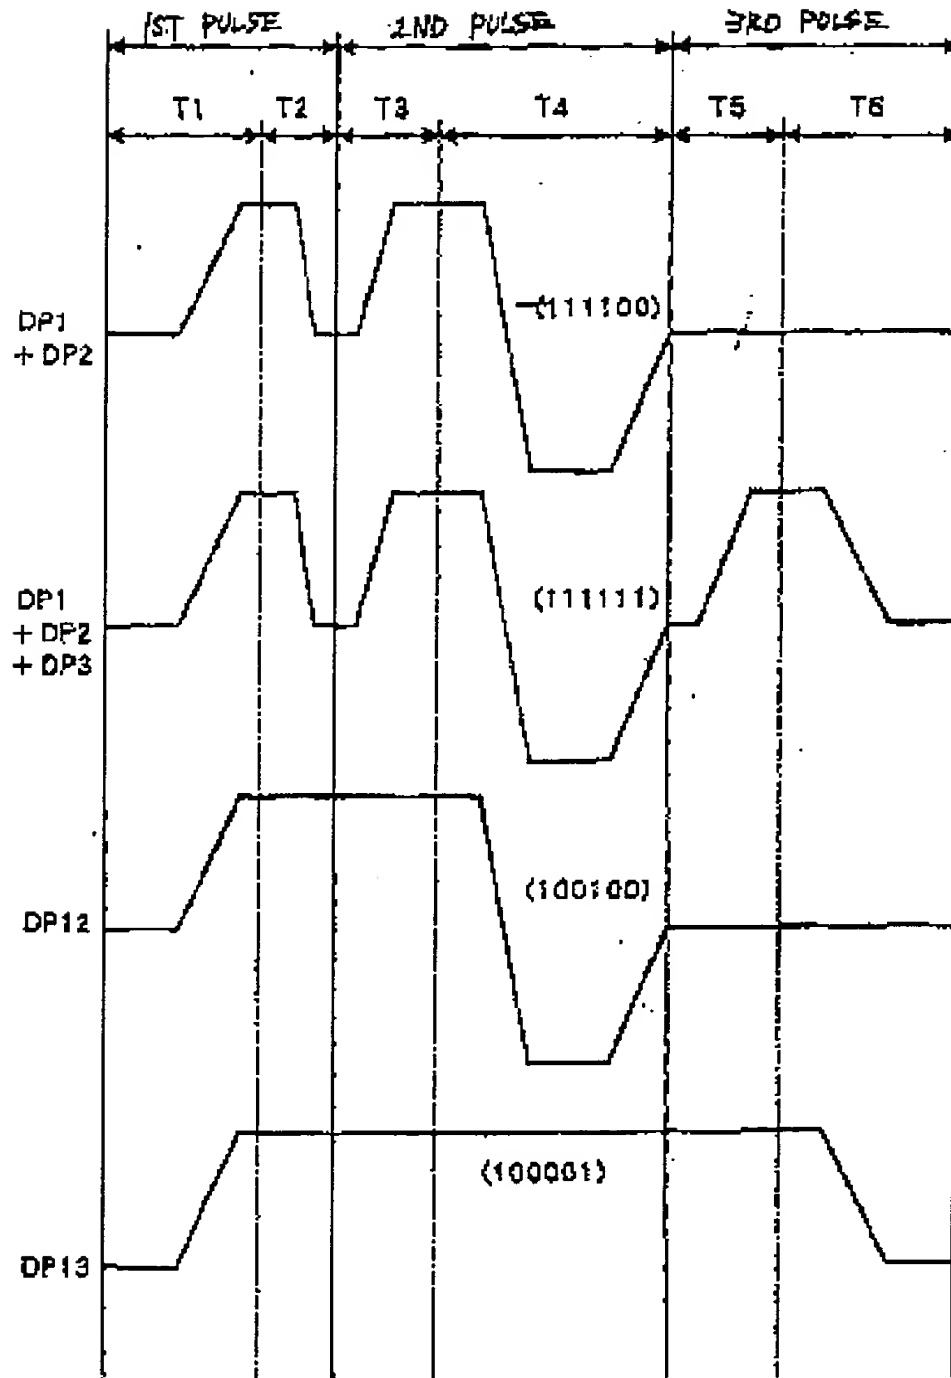 1ST PULSE 2ND PULSE 3RD PULSE
T1 T2 T3 T4 T5 T6
DP1
+ DP2
(111100)
DP1
+ DP2
+ DP3
(111111)
DP12
(100100)
DP13
(100001)